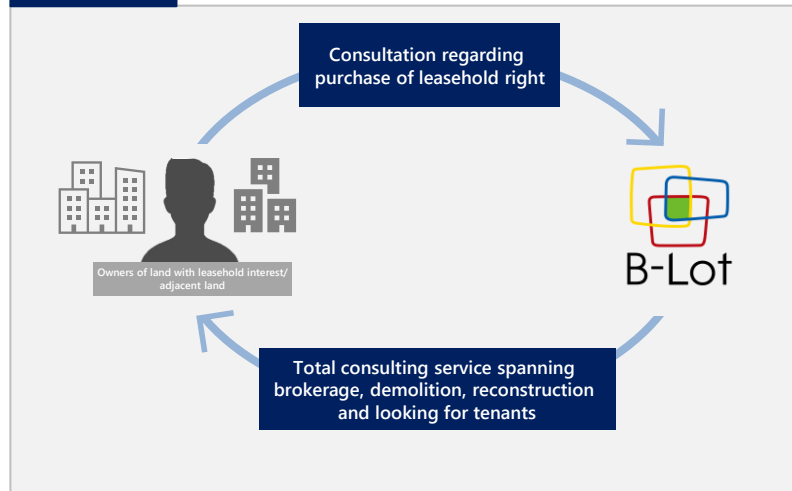 Consultation regarding
purchase of leasehold right
Owners of land with leasehold interest/
adjacent land
B-Lot
Total consulting service spanning
brokerage, demolition, reconstruction
and looking for tenants